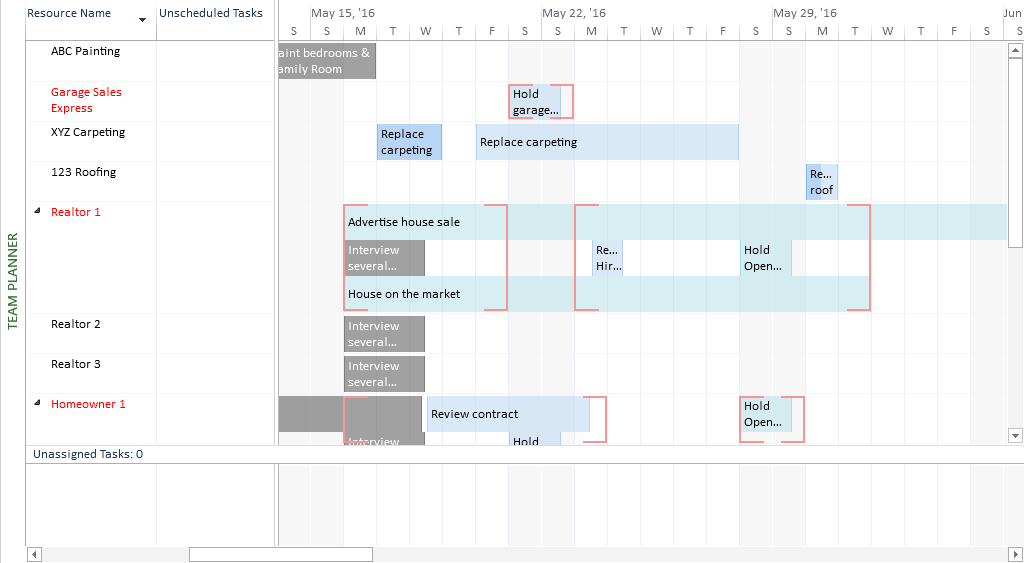 Resource Name
Unscheduled Tasks
May 15, '16
May 22, '16
May 29, '16
Jun
S S M T W T F S S M T W T F S S M T W T F S S
ABC Painting
aint bedrooms &
amily Room
Garage Sales
Express
Hold
garage...
XYZ Carpeting
Replace
carpeting
Replace carpeting
123 Roofing
Re...
roof
TEAM PLANNER
Realtor 1
Advertise house sale
Interview
several...
Re...
Hir...
Hold
Open...
House on the market
Realtor 2
Interview
several...
Realtor 3
Interview
several...
Homeowner 1
Review contract
Hold
Open...
Interview
Hold
Unassigned Tasks: 0